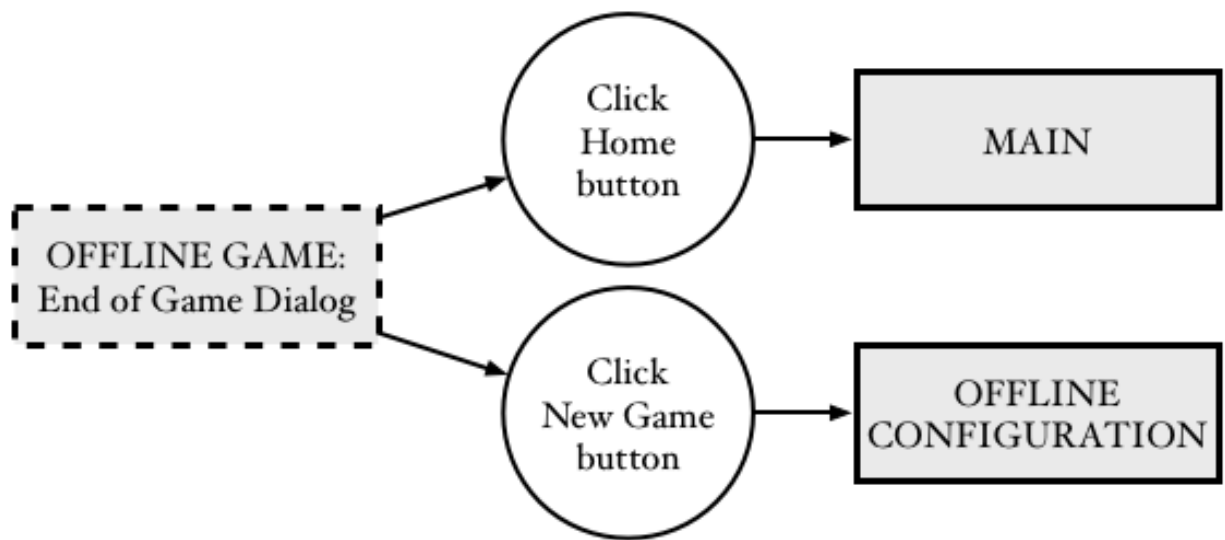 Click
Home
button
MAIN
OFFLINE GAME:
End of Game Dialog
Click
New Game
button
OFFLINE
CONFIGURATION